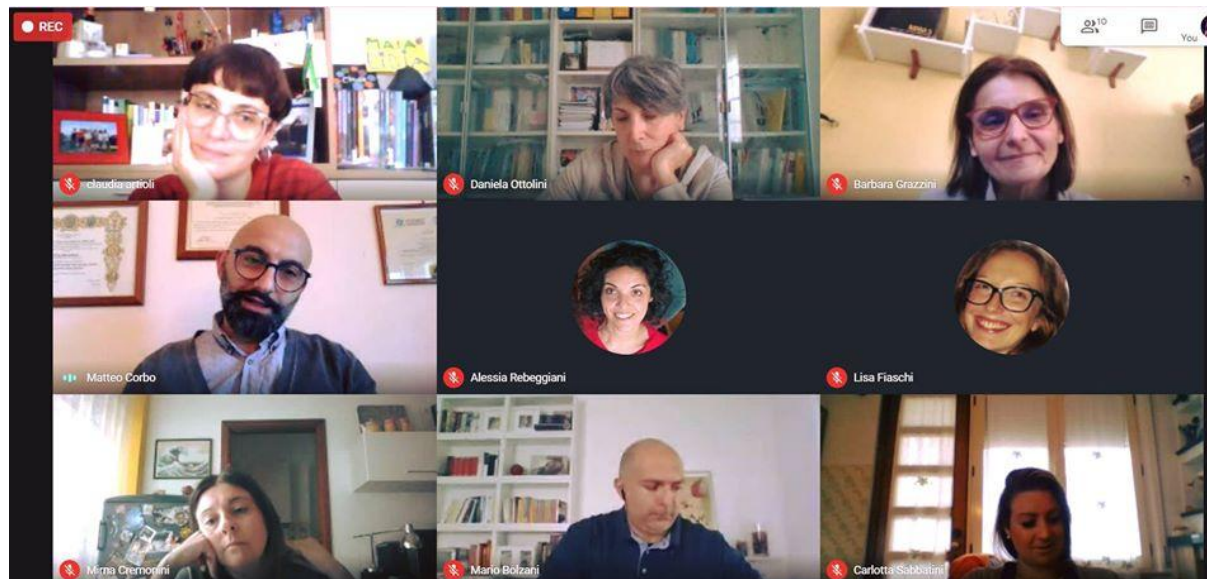 REC
10
You
claudia artioli
Daniela Ottolini
Barbara Grazzini
Matteo Corbo
Alessia Rebeggiani
Lisa Fiaschi
Mirna Cremonini
Mario Bolzani
Carlotta Sabbatini